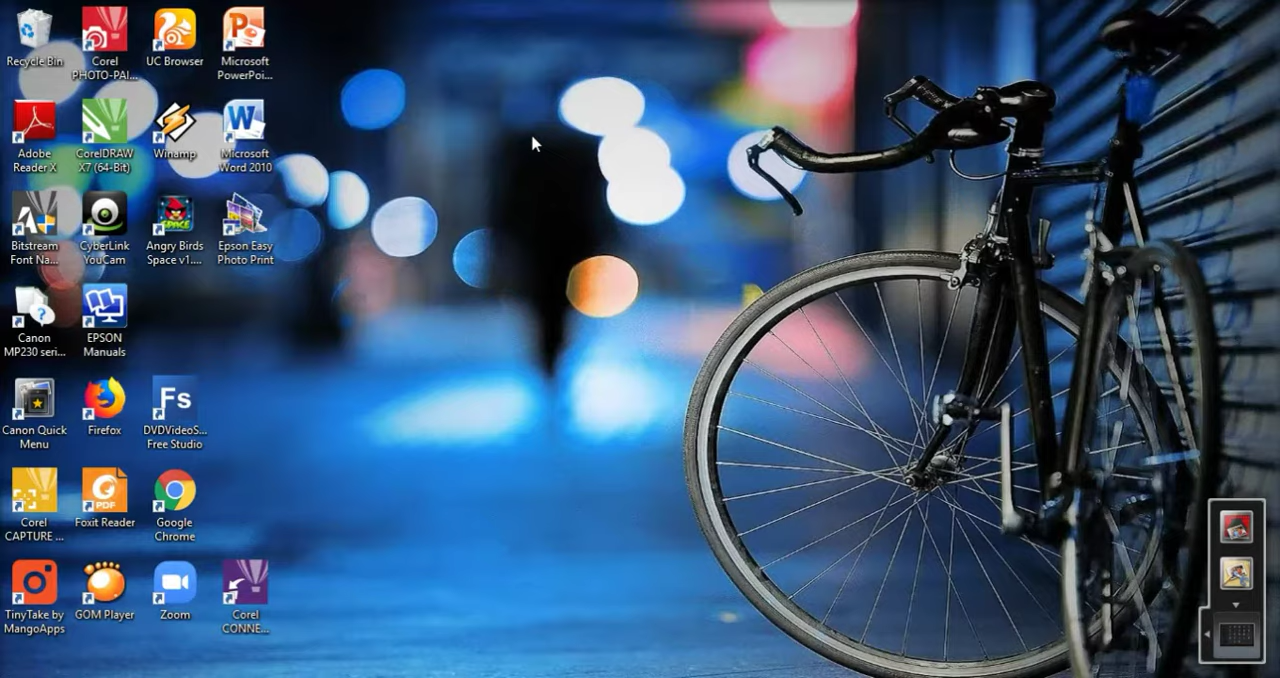 Recycle Bin
Corel
PHOTO-PAI...
UC Browser
Microsoft
PowerPoi...
Adobe
Reader X
CorelDRAW
X7 (64-Bit)
Winamp
Microsoft
Word 2010
Bitstream
Font Na...
CyberLink
YouCam
SPACE
Angry Birds
Space v1....
Epson Easy
Photo Print
Canon
MP230 seri...
EPSON
Manuals
Canon Quick
Menu
Firefox
Fs
DVDVideoS...
Free Studio
Corel
CAPTURE ...
PDF
Foxit Reader
Google
Chrome
TinyTake by
MangoApps
GOM Player
Zoom
Corel
CONNE...